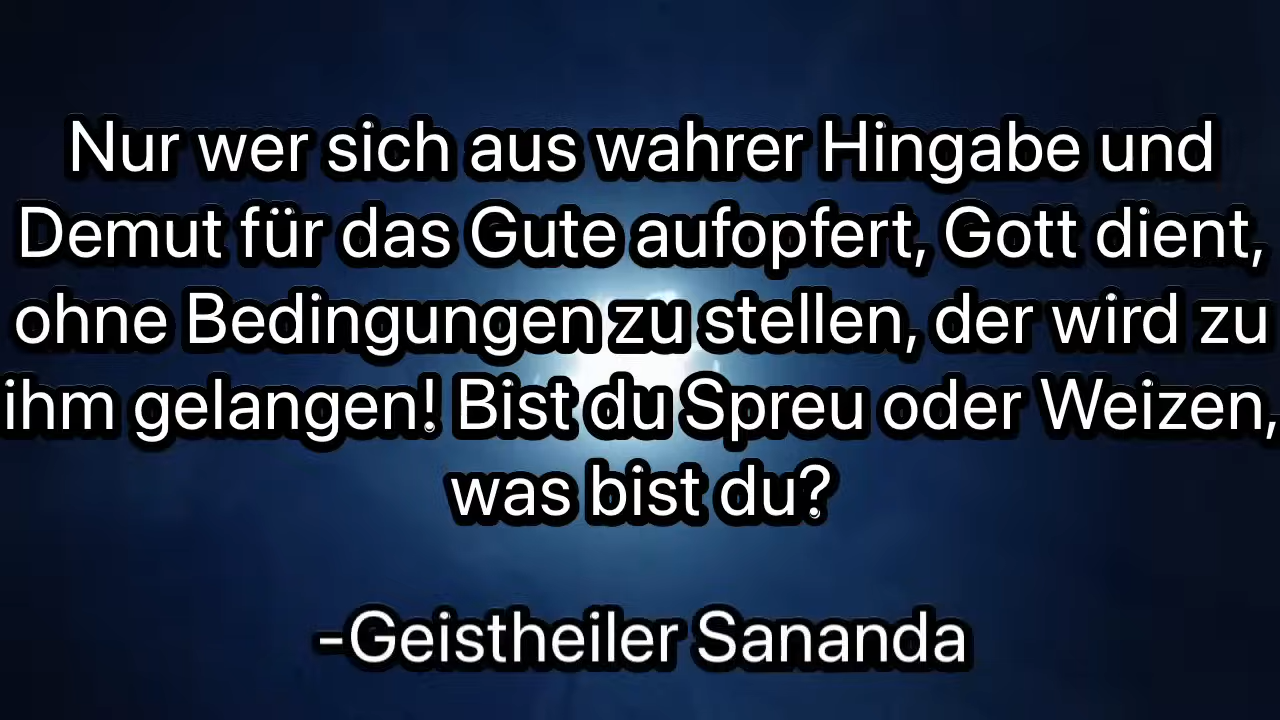 Nur wer sich aus wahrer Hingabe und
Demut für das Gute aufopfert, Gott dient,
ohne Bedingungen zu stellen, der wird zu
ihm gelangen! Bist du Spreu oder Weizen,
was bist du?
-Geistheiler Sananda